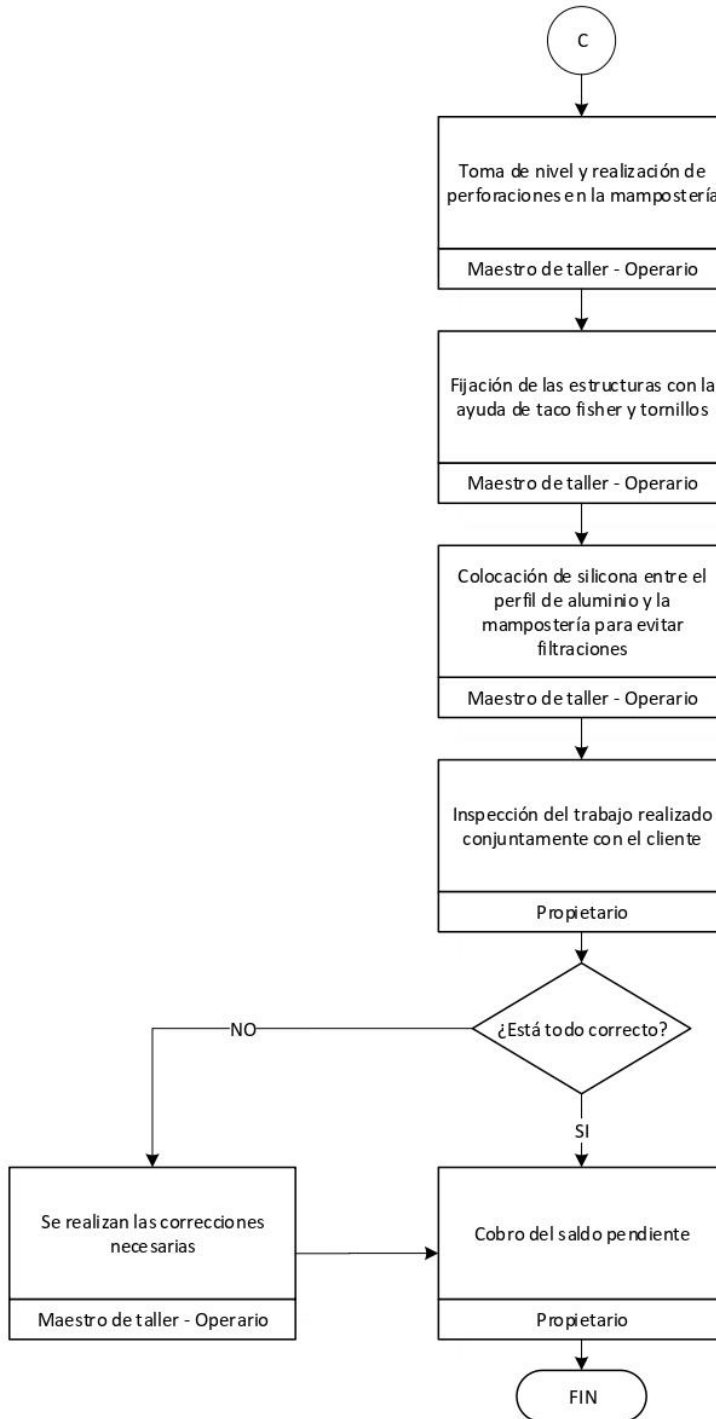 C
Toma de nivel y realización de
perforaciones en la mampostería
Maestro de taller - Operario
Fijación de las estructuras con la
ayuda de taco fisher y tornillos
Maestro de taller - Operario
Colocación de silicona entre el
perfil de aluminio y la
mampostería para evitar
filtraciones
Maestro de taller - Operario
Inspección del trabajo realizado
conjuntamente con el cliente
Propietario
¿Está todo correcto?
NO
SI
Se realizan las correcciones
necesarias
Maestro de taller - Operario
Cobro del saldo pendiente
Propietario
FIN